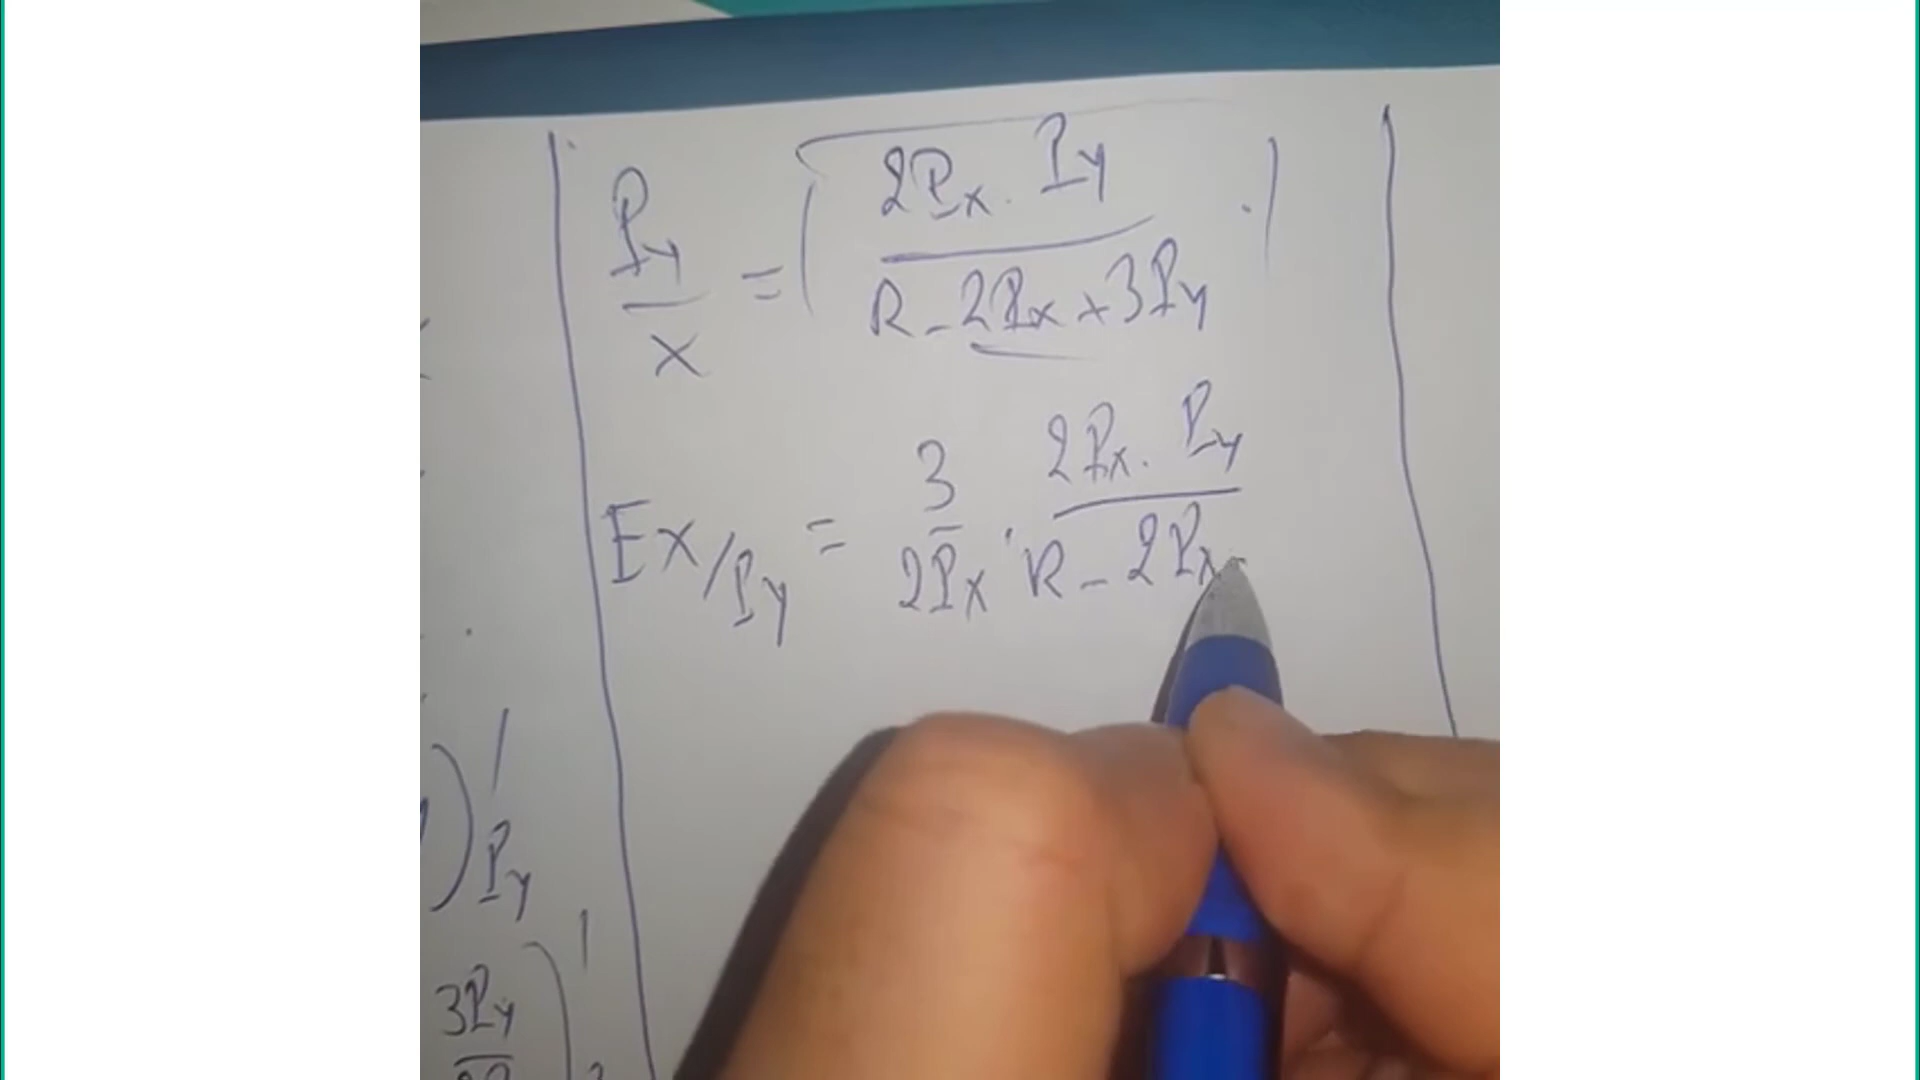 Py/x = 2Px . Py / R - 2Px + 3Py
Ex/Py = 3/2Px . 2Px . Py / R - 2Px
) ' Py
3Py ) '